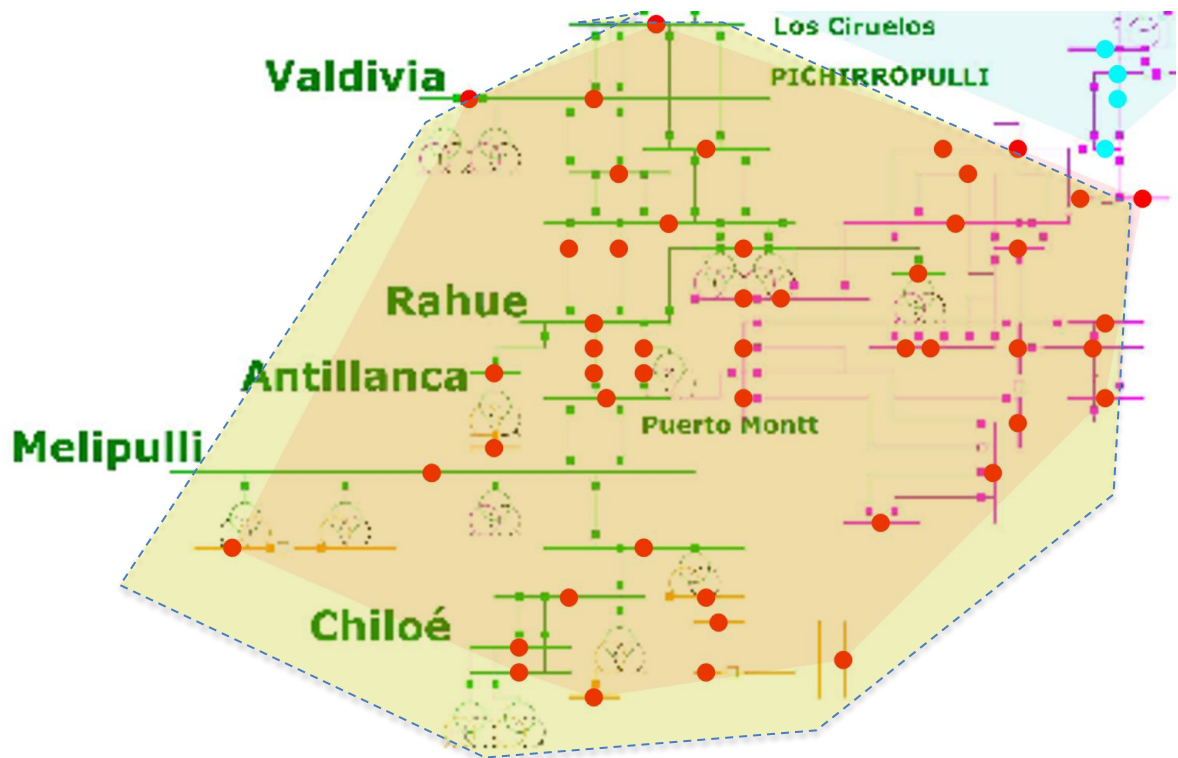 Los Ciruelos
Valdivia
PICHIRROPULLI
Rahue
Antillanca
Puerto Montt
Melipulli
Chiloé